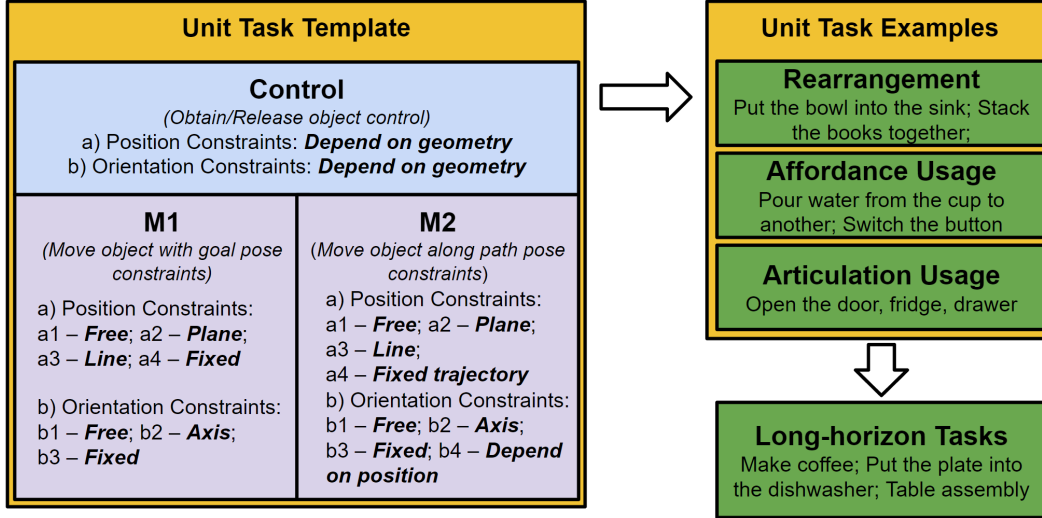 Unit Task Template
Control
(Obtain/Release object control)
a) Position Constraints: Depend on geometry
b) Orientation Constraints: Depend on geometry
M1
(Move object with goal pose
constraints)
a) Position Constraints:
a1 – Free; a2 – Plane;
a3 – Line; a4 – Fixed
b) Orientation Constraints:
b1 – Free; b2 – Axis;
b3 – Fixed
M2
(Move object along path pose
constraints)
a) Position Constraints:
a1 – Free; a2 – Plane;
a3 – Line;
a4 – Fixed trajectory
b) Orientation Constraints:
b1 – Free; b2 – Axis;
b3 – Fixed; b4 – Depend
on position
Unit Task Examples
Rearrangement
Put the bowl into the sink; Stack
the books together;
Affordance Usage
Pour water from the cup to
another; Switch the button
Articulation Usage
Open the door, fridge, drawer
Long-horizon Tasks
Make coffee; Put the plate into
the dishwasher; Table assembly